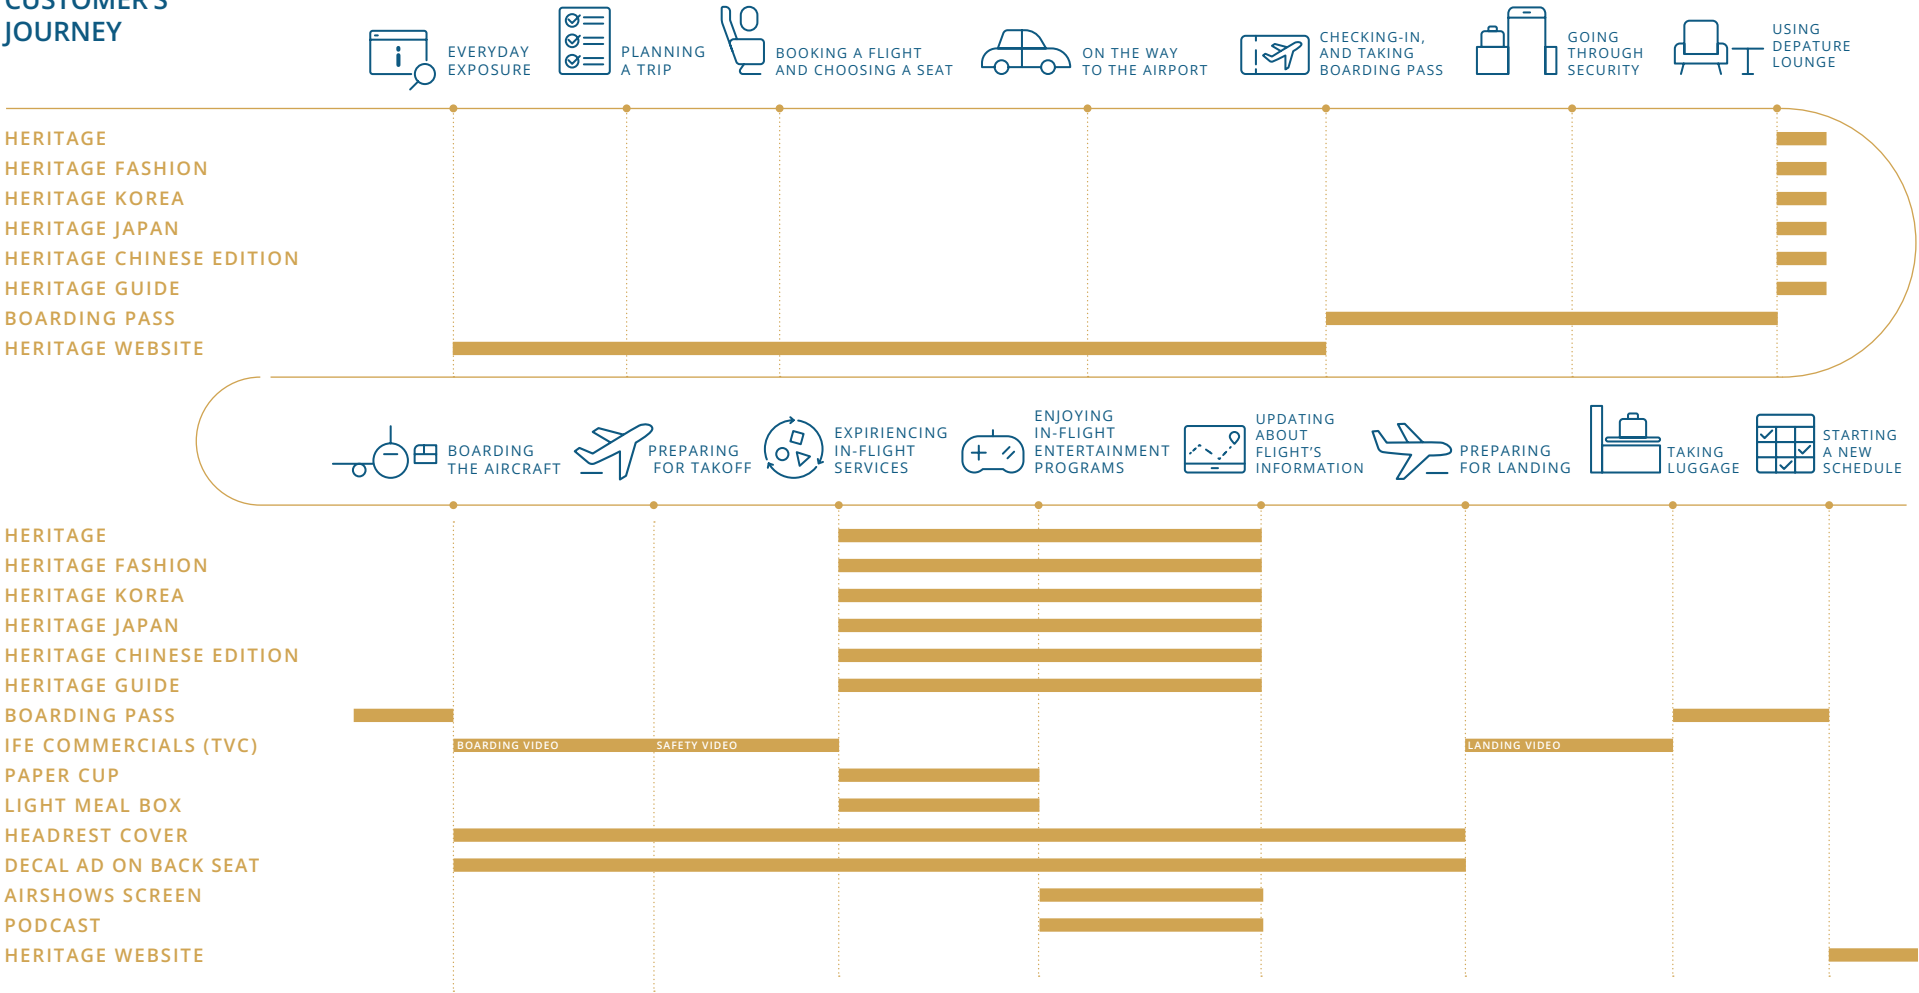 CUSTOMER'S
JOURNEY
EVERYDAY
EXPOSURE
PLANNING
A TRIP
BOOKING A FLIGHT
AND CHOOSING A SEAT
ON THE WAY
TO THE AIRPORT
CHECKING-IN,
AND TAKING
BOARDING PASS
GOING
THROUGH
SECURITY
USING
DEPATURE
LOUNGE
HERITAGE
HERITAGE FASHION
HERITAGE KOREA
HERITAGE JAPAN
HERITAGE CHINESE EDITION
HERITAGE GUIDE
BOARDING PASS
HERITAGE WEBSITE
BOARDING
THE AIRCRAFT
PREPARING
FOR TAKOFF
EXPIRIENCING
IN-FLIGHT
SERVICES
ENJOYING
IN-FLIGHT
ENTERTAINMENT
PROGRAMS
UPDATING
ABOUT
FLIGHT'S
INFORMATION
PREPARING
FOR LANDING
TAKING
LUGGAGE
STARTING
A NEW
SCHEDULE
HERITAGE
HERITAGE FASHION
HERITAGE KOREA
HERITAGE JAPAN
HERITAGE CHINESE EDITION
HERITAGE GUIDE
BOARDING PASS
IFE COMMERCIALS (TVC)
BOARDING VIDEO
SAFETY VIDEO
LANDING VIDEO
PAPER CUP
LIGHT MEAL BOX
HEADREST COVER
DECAL AD ON BACK SEAT
AIRSHOWS SCREEN
PODCAST
HERITAGE WEBSITE